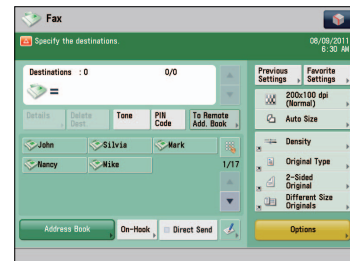 Fax
Specify the destinations.
08/09/2011
6:30 AM
Destinations : 0 0/0
=
Details
Delete Dest.
Tone
PIN Code
To Remote Add. Book
John
Silvia
Mark
Nancy
Mike
1/17
Address Book
On-Hook
Direct Send
Previous Settings
Favorite Settings
200x100 dpi (Normal)
Auto Size
Density
Original Type
2-Sided Original
Different Size Originals
Options